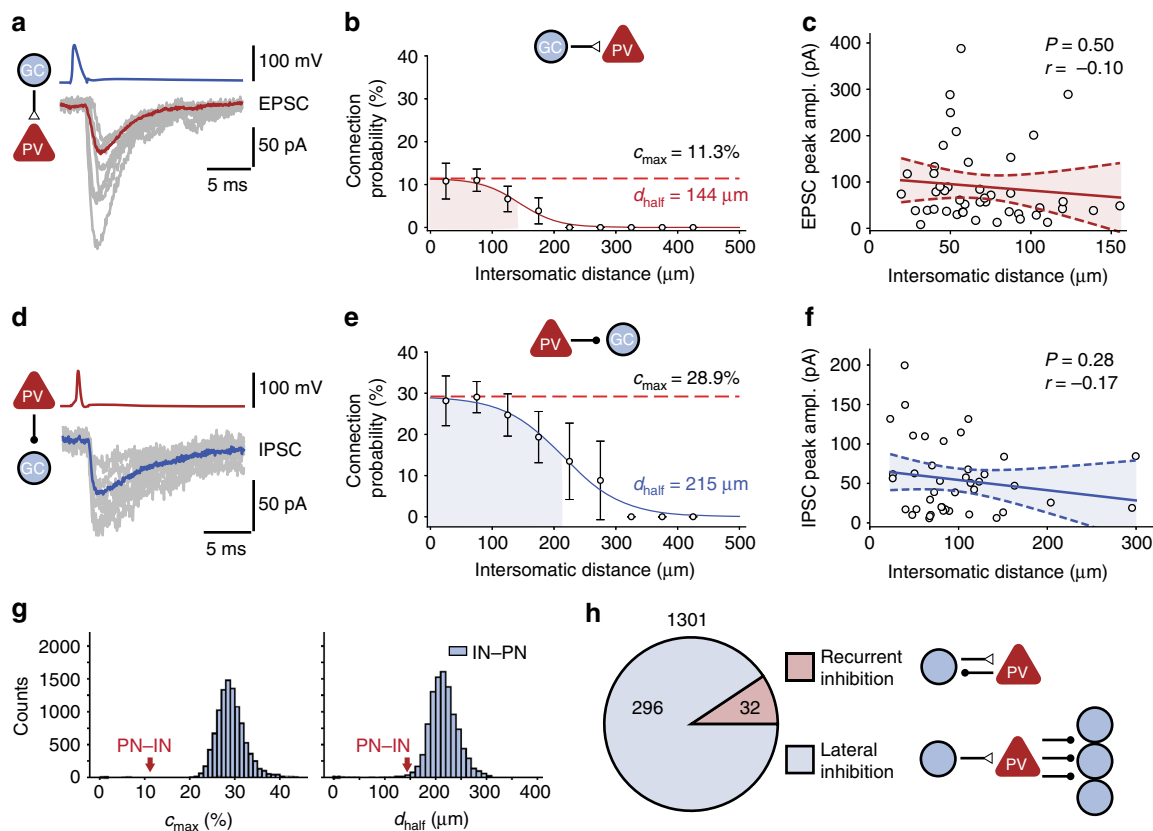 a
GC
PV
100 mV
EPSC
50 pA
5 ms
b
GC
PV
Connection
probability (%)
40
30
20
10
0
c_max = 11.3%
d_half = 144 μm
0 100 200 300 400 500
Intersomatic distance (μm)
c
EPSC peak ampl. (pA)
400
300
200
100
0
P = 0.50
r = −0.10
0 50 100 150
Intersomatic distance (μm)
d
PV
GC
100 mV
IPSC
50 pA
5 ms
e
PV
GC
Connection
probability (%)
40
30
20
10
0
c_max = 28.9%
d_half = 215 μm
0 100 200 300 400 500
Intersomatic distance (μm)
f
IPSC peak ampl. (pA)
200
150
100
50
0
P = 0.28
r = −0.17
0 100 200 300
Intersomatic distance (μm)
g
Counts
2000
1500
1000
500
0
PN–IN
0 10 20 30 40
c_max (%)
IN–PN
PN–IN
0 100 200 300 400
d_half (μm)
h
1301
296
32
Recurrent
inhibition
Lateral
inhibition
PV
PV